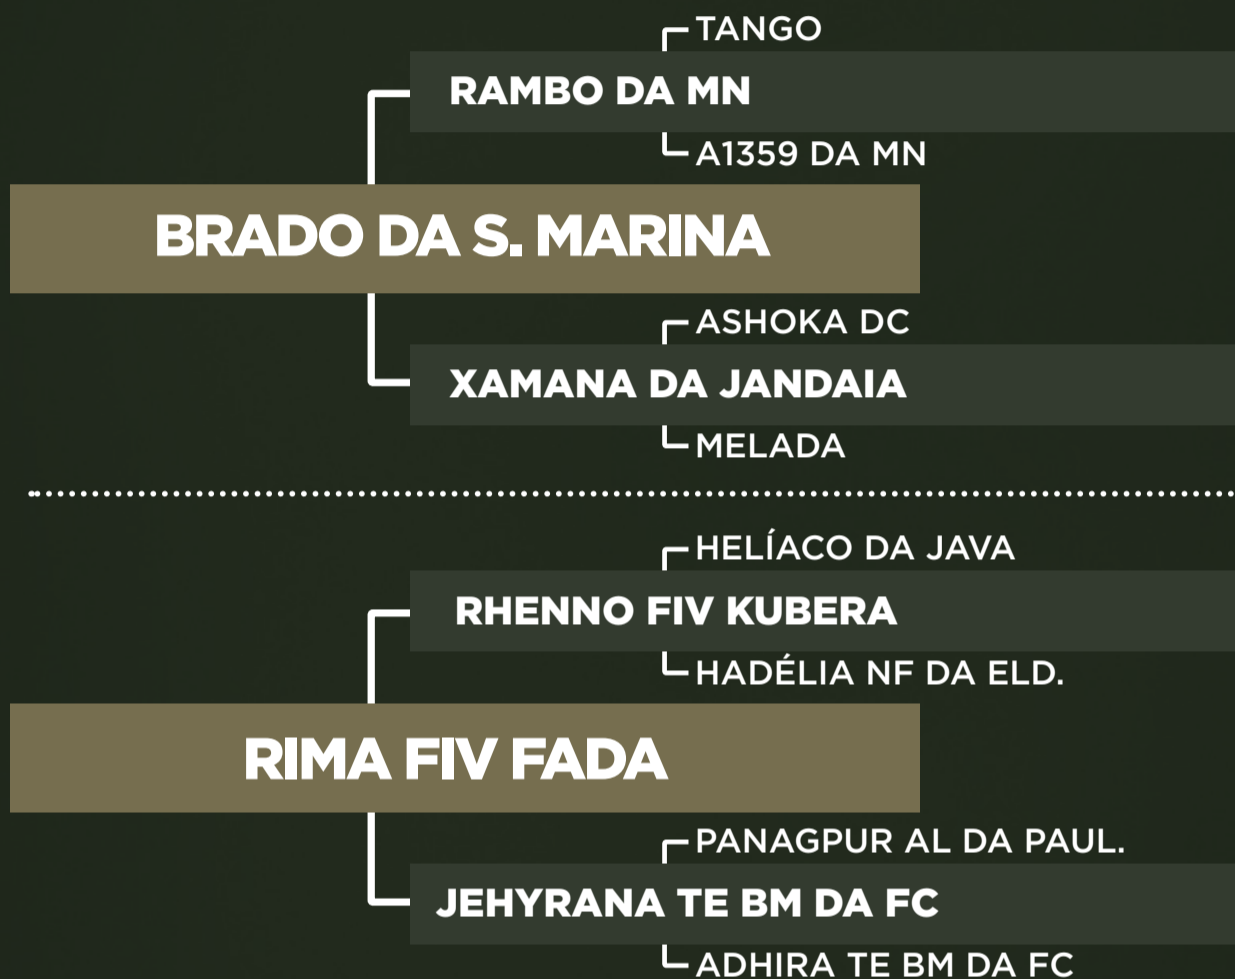 TANGO
RAMBO DA MN
A1359 DA MN
BRADO DA S. MARINA
ASHOKA DC
XAMANA DA JANDAIA
MELADA
HELÍACO DA JAVA
RHENNO FIV KUBERA
HADÉLIA NF DA ELD.
RIMA FIV FADA
PANAGPUR AL DA PAUL.
JEHYRANA TE BM DA FC
ADHIRA TE BM DA FC